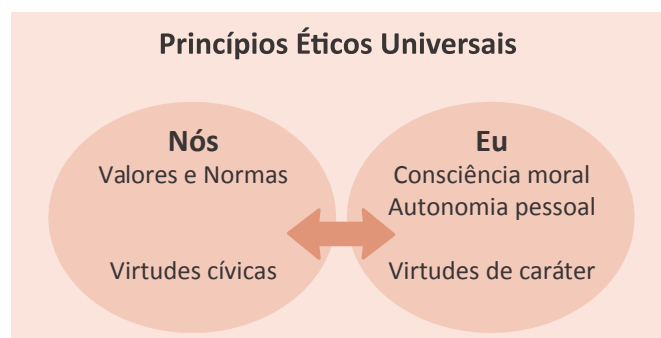 Princípios Éticos Universais
Nós
Valores e Normas
Virtudes cívicas
Eu
Consciência moral
Autonomia pessoal
Virtudes de caráter